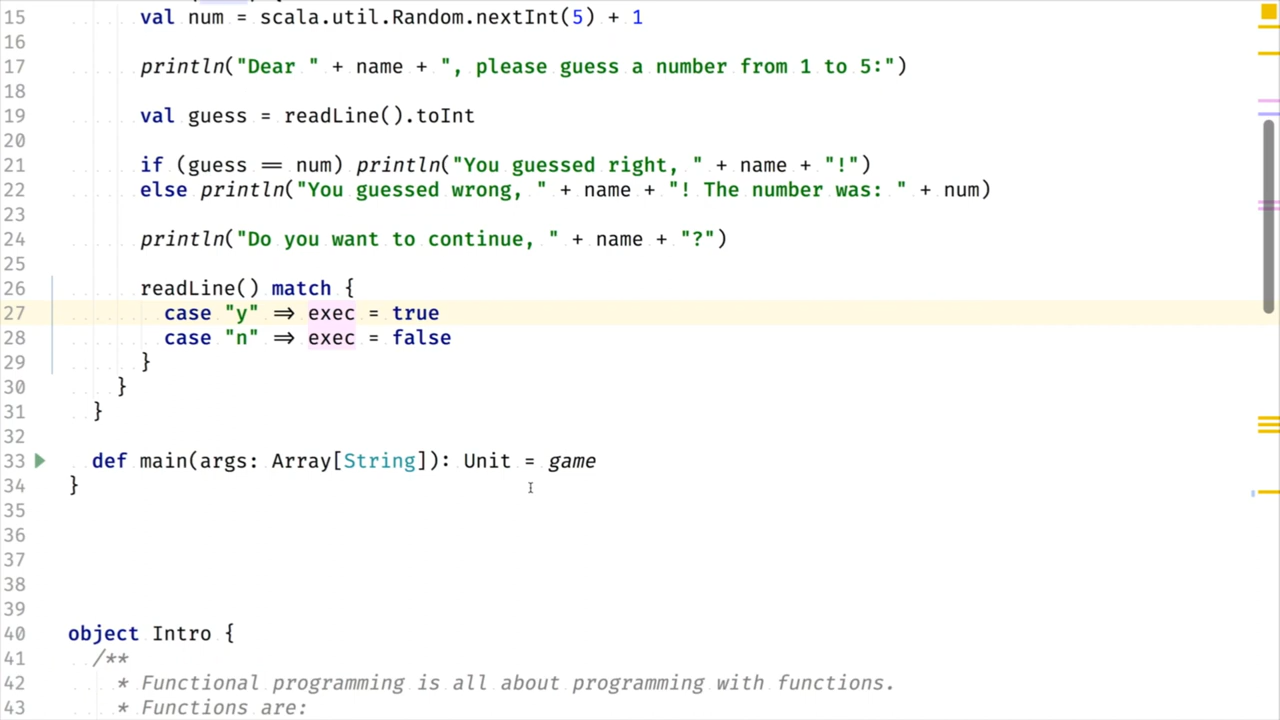 15 val num = scala.util.Random.nextInt(5) + 1
16
17 println("Dear " + name + ", please guess a number from 1 to 5:")
18
19 val guess = readLine().toInt
20
21 if (guess == num) println("You guessed right, " + name + "!")
22 else println("You guessed wrong, " + name + "! The number was: " + num)
23
24 println("Do you want to continue, " + name + "?")
25
26 readLine() match {
27 case "y" => exec = true
28 case "n" => exec = false
29 }
30 }
31 }
32
33 def main(args: Array[String]): Unit = game
34 }
35
36
37
38
39
40 object Intro {
41 /**
42 * Functional programming is all about programming with functions.
43 * Functions are: